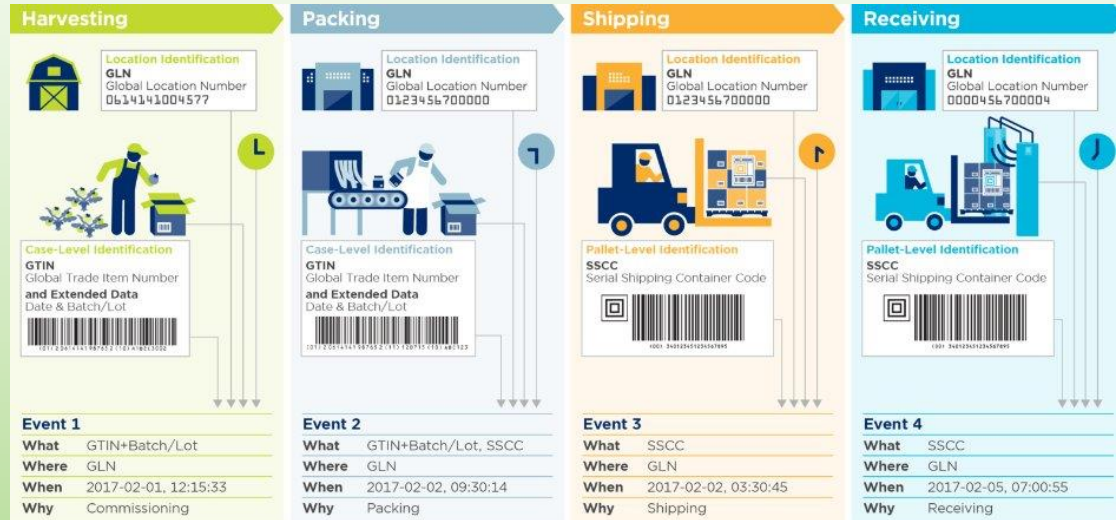 Harvesting
Location Identification
GLN
Global Location Number
0614141004577
Case-Level Identification
GTIN
Global Trade Item Number
and Extended Data
Date & Batch/Lot
Event 1
What GTIN+Batch/Lot
Where GLN
When 2017-02-01, 12:15:33
Why Commissioning
Packing
Location Identification
GLN
Global Location Number
0123456700000
Case-Level Identification
GTIN
Global Trade Item Number
and Extended Data
Date & Batch/Lot
Event 2
What GTIN+Batch/Lot, SSCC
Where GLN
When 2017-02-02, 09:30:14
Why Packing
Shipping
Location Identification
GLN
Global Location Number
0123456700000
Pallet-Level Identification
SSCC
Serial Shipping Container Code
Event 3
What SSCC
Where GLN
When 2017-02-02, 03:30:45
Why Shipping
Receiving
Location Identification
GLN
Global Location Number
0000456700004
Pallet-Level Identification
SSCC
Serial Shipping Container Code
Event 4
What SSCC
Where GLN
When 2017-02-05, 07:00:55
Why Receiving